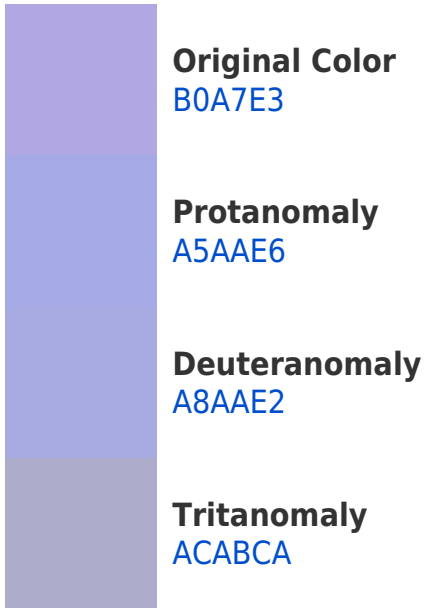 Original Color
B0A7E3
Protanomaly
A5AAE6
Deuteranomaly
A8AAE2
Tritanomaly
ACABCA